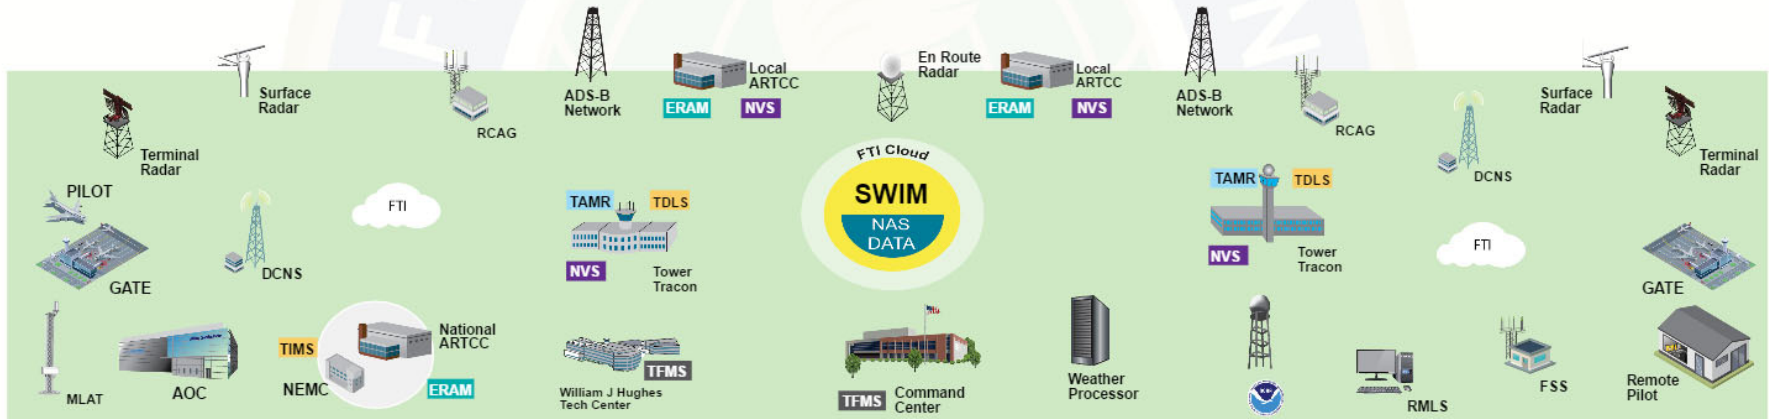 Surface
Radar
RCAG
ADS-B
Network
Local
ARTCC
ERAM
NVS
En Route
Radar
Local
ARTCC
ERAM
NVS
ADS-B
Network
RCAG
Surface
Radar
Terminal
Radar
DCNS
Terminal
Radar
PILOT
GATE
DCNS
FTI
TAMR
TDLS
NVS
Tower
Tracon
FTI Cloud
SWIM
NAS
DATA
TAMR
TDLS
NVS
Tower
Tracon
FTI
GATE
MLAT
AOC
TIMS
NEMC
National
ARTCC
ERAM
TFMS
William J Hughes
Tech Center
TFMS
Command
Center
Weather
Processor
RMLS
FSS
Remote
Pilot